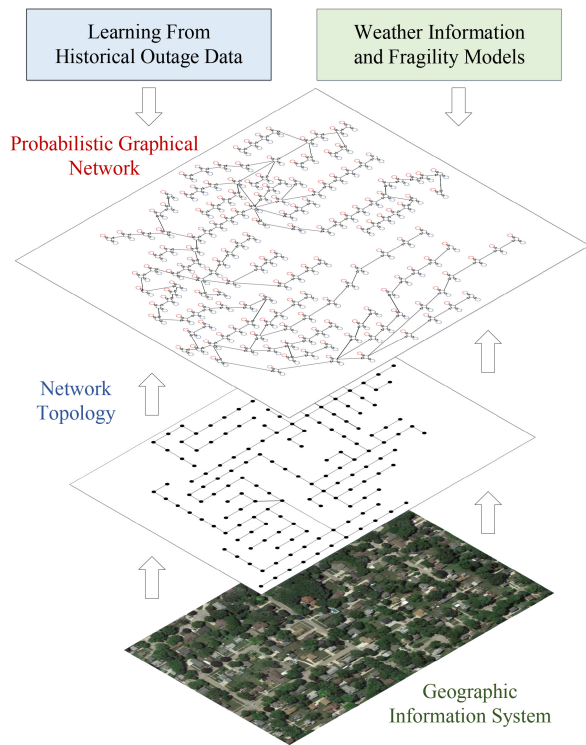 Learning From
Historical Outage Data
Weather Information
and Fragility Models
Probabilistic Graphical
Network
Network
Topology
Geographic
Information System